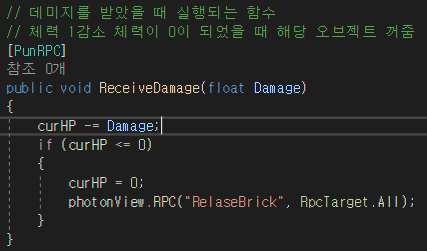 // 데미지를 받았을 때 실행되는 함수
// 체력 1감소 체력이 0이 되었을 때 해당 오브젝트 꺼줌
[PunRPC]
참조 0개
public void ReceiveDamage(float Damage)
{
curHP -= Damage;
if (curHP <= 0)
{
curHP = 0;
photonView.RPC("RelaseBrick", RpcTarget.All);
}
}